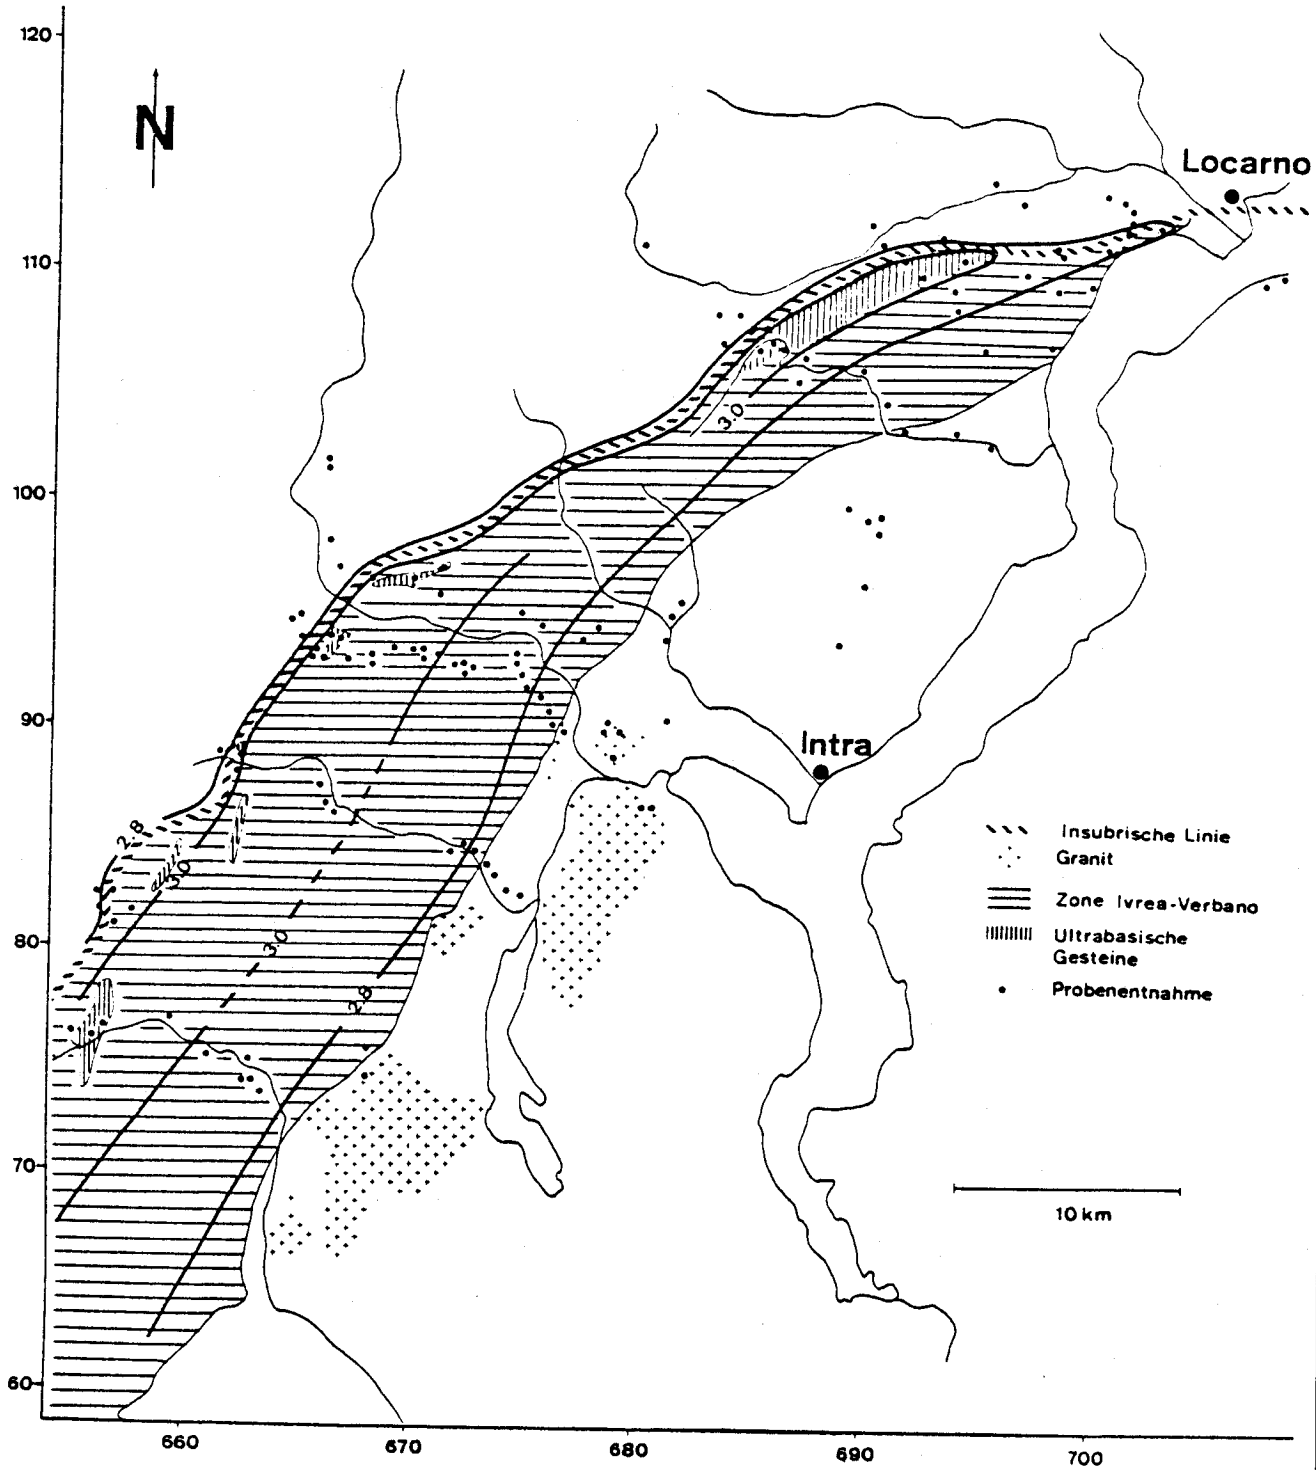 120
N
Locarno
110
3.0
100
90
Intra
2.8
3.0
Insubrische Linie
Granit
Zone Ivrea-Verbano
Ultrabasische
Gesteine
Probenentnahme
80
3.0
2.8
70
10 km
60
660
670
680
690
700